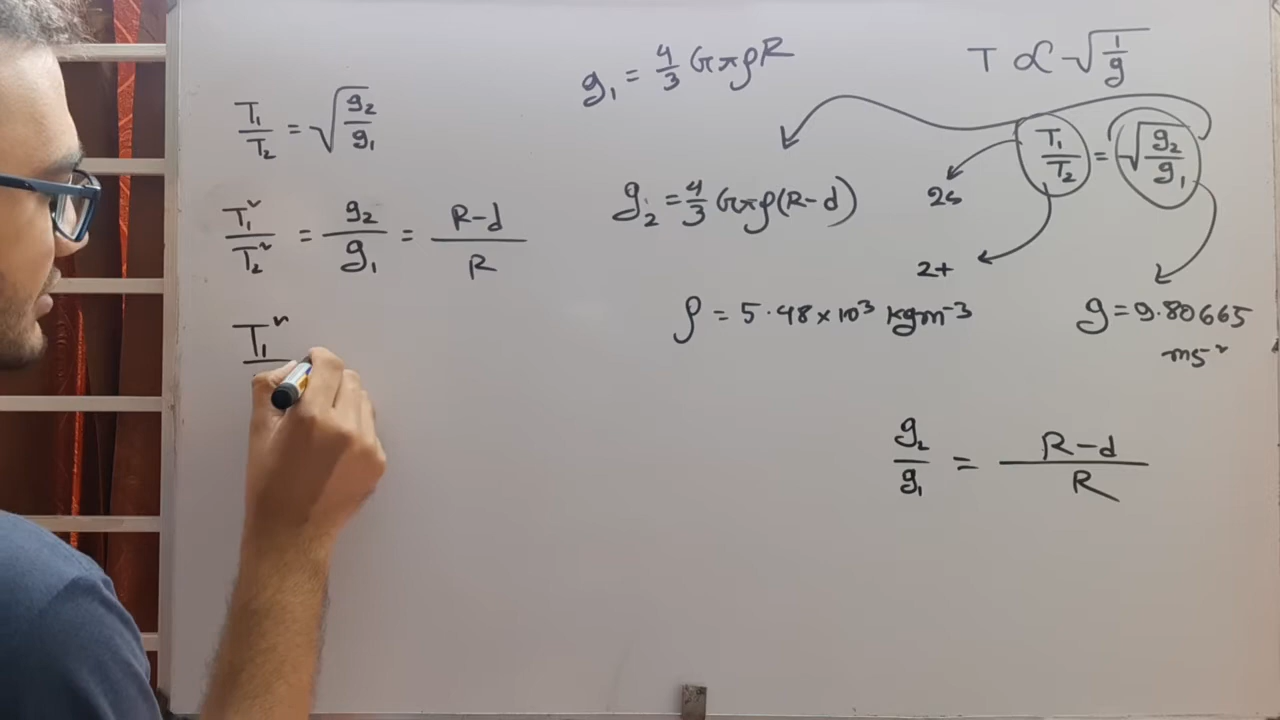 T₁/T₂ = √(g₂/g₁)
T₁²/T₂² = g₂/g₁ = (R-d)/R
T₁²
g₁ = 4/3 Gπρ R
g₂ = 4/3 Gπρ(R-d)
ρ = 5.48×10³ kgm⁻³
T ∝ √(1/g)
T₁/T₂ = √(g₂/g₁)
2s
2+
g = 9.80665
ms⁻²
g₂/g₁ = (R-d)/R